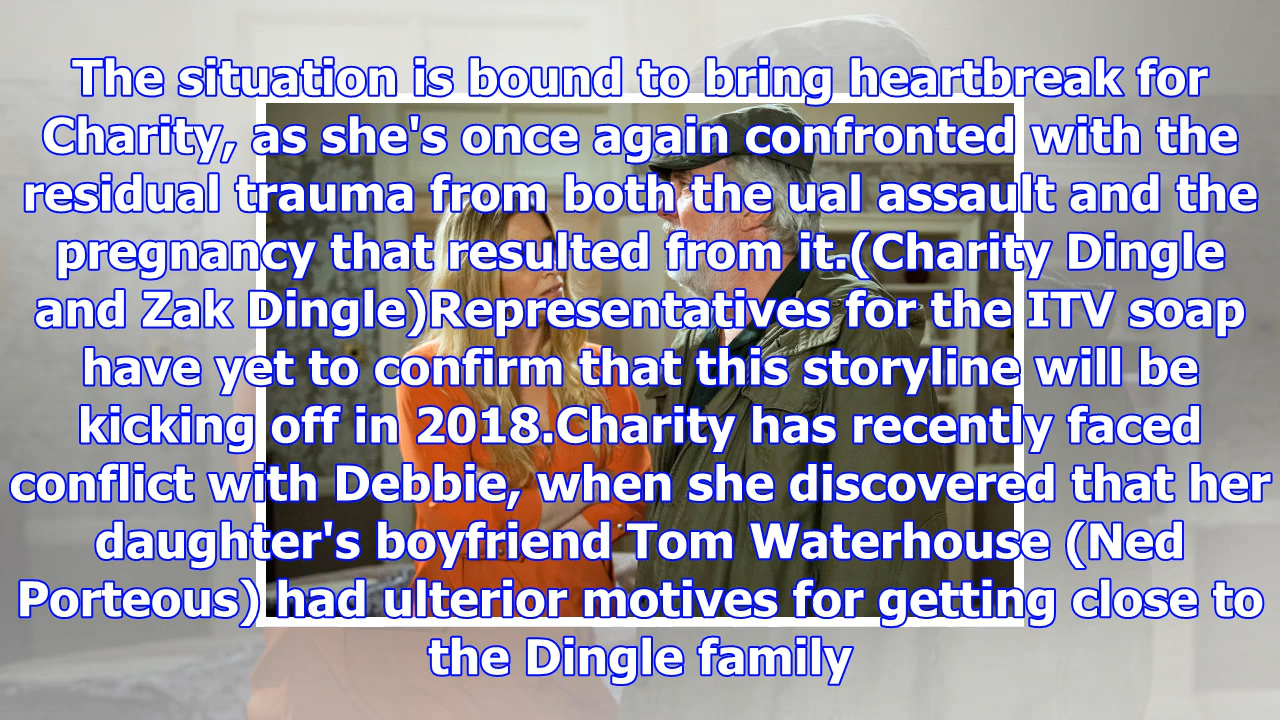 The situation is bound to bring heartbreak for
Charity, as she's once again confronted with the
residual trauma from both the ual assault and the
pregnancy that resulted from it.(Charity Dingle
and Zak Dingle)Representatives for the ITV soap
have yet to confirm that this storyline will be
kicking off in 2018.Charity has recently faced
conflict with Debbie, when she discovered that her
daughter's boyfriend Tom Waterhouse (Ned
Porteous) had ulterior motives for getting close to
the Dingle family